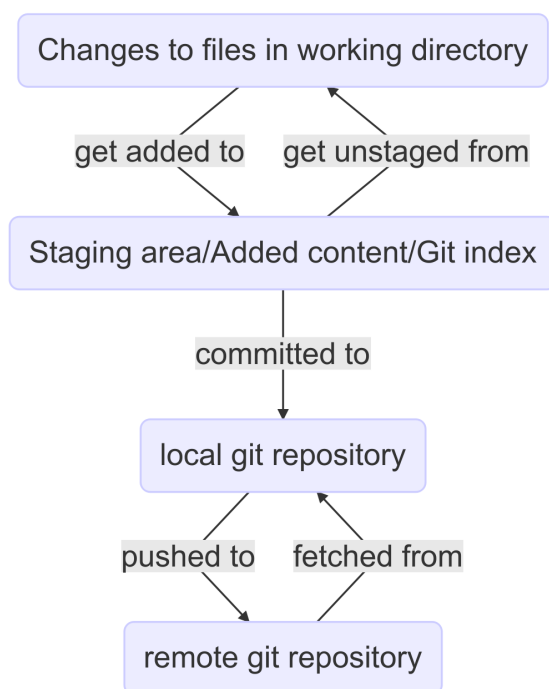 Changes to files in working directory
get added to
get unstaged from
Staging area/Added content/Git index
committed to
local git repository
pushed to
fetched from
remote git repository